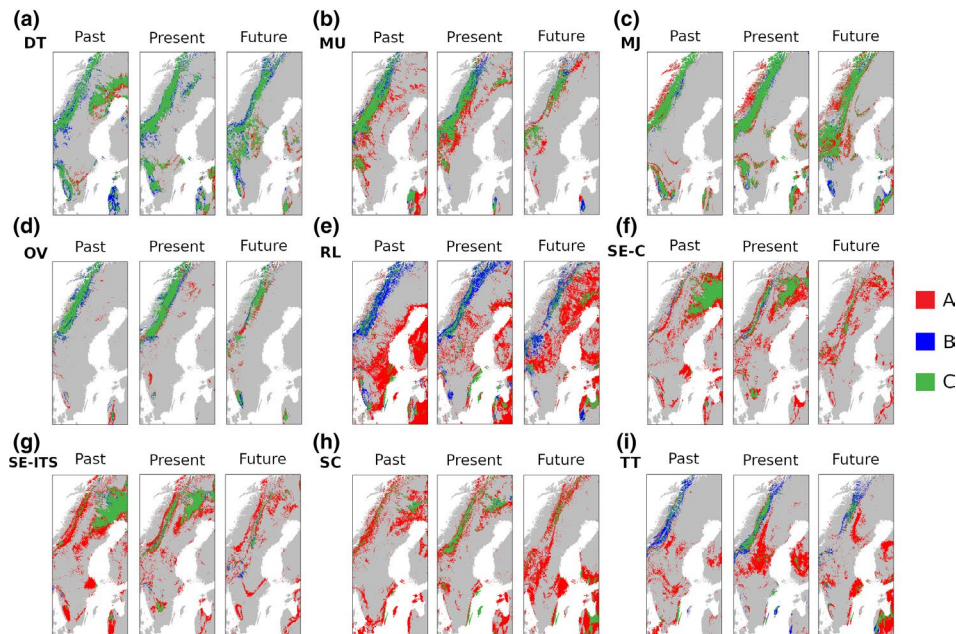 (a)
DT
Past Present Future
(b)
MU
Past Present Future
(c)
MJ
Past Present Future
(d)
OV
Past Present Future
(e)
RL
Past Present Future
(f)
SE-C
Past Present Future
A
B
C
(g)
SE-ITS
Past Present Future
(h)
SC
Past Present Future
(i)
TT
Past Present Future